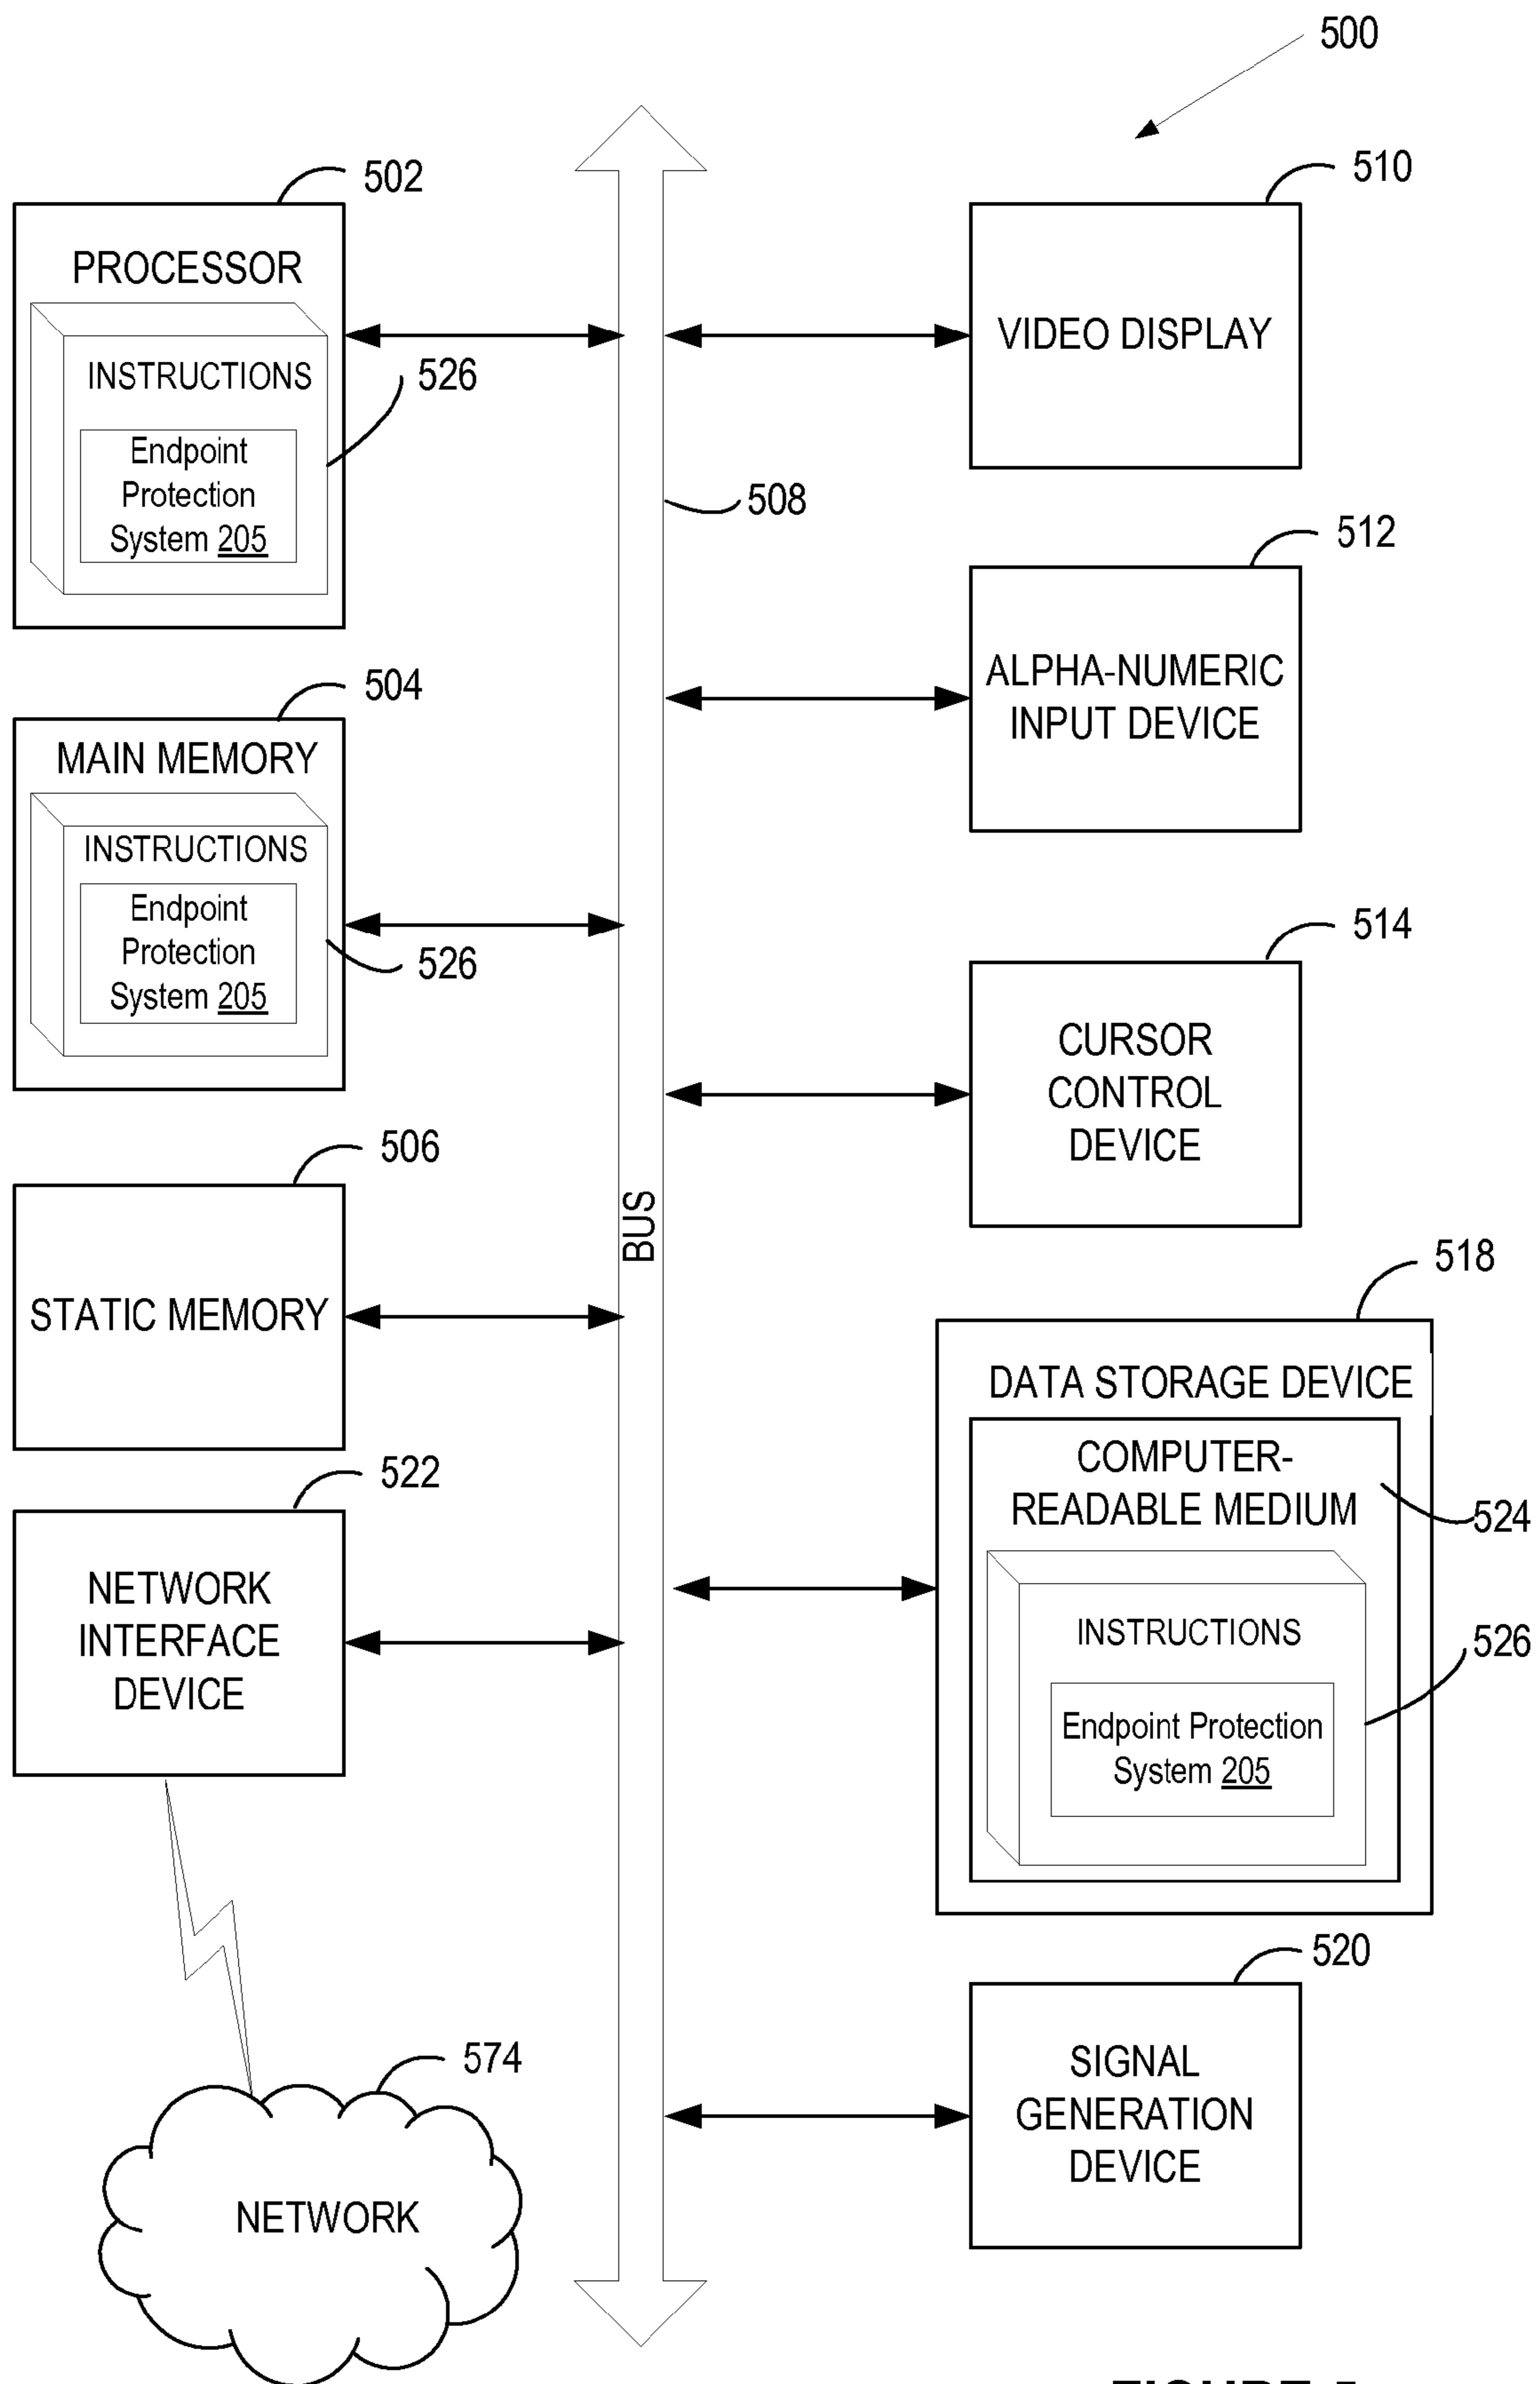 500
502
PROCESSOR
INSTRUCTIONS
526
Endpoint
Protection
System 205
504
MAIN MEMORY
INSTRUCTIONS
Endpoint
Protection
System 205
526
506
STATIC MEMORY
522
NETWORK
INTERFACE
DEVICE
574
NETWORK
508
BUS
510
VIDEO DISPLAY
512
ALPHA-NUMERIC
INPUT DEVICE
514
CURSOR
CONTROL
DEVICE
518
DATA STORAGE DEVICE
COMPUTER-
READABLE MEDIUM
524
INSTRUCTIONS
526
Endpoint Protection
System 205
520
SIGNAL
GENERATION
DEVICE